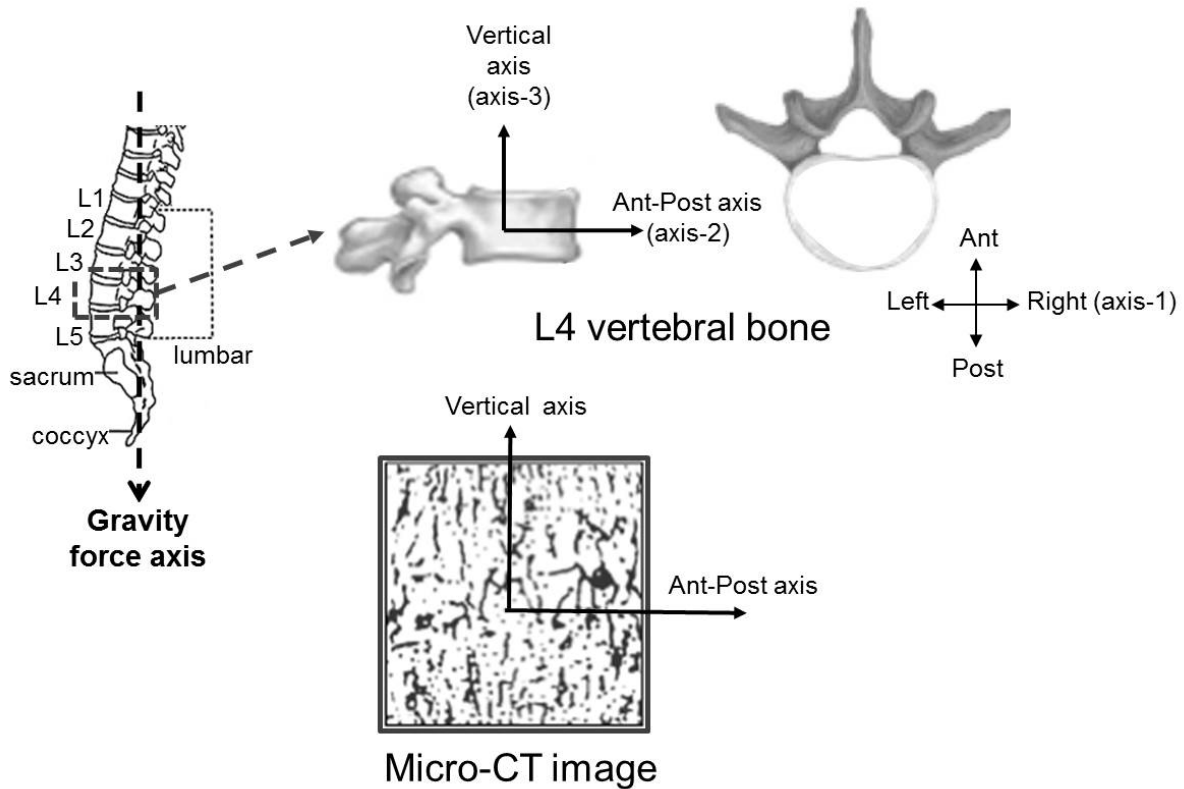 Vertical
axis
(axis-3)
L1
L2
L3
L4
L5
lumbar
sacrum
coccyx
Gravity
force axis
Ant-Post axis
(axis-2)
L4 vertebral bone
Ant
Left
Right (axis-1)
Post
Vertical axis
Ant-Post axis
Micro-CT image